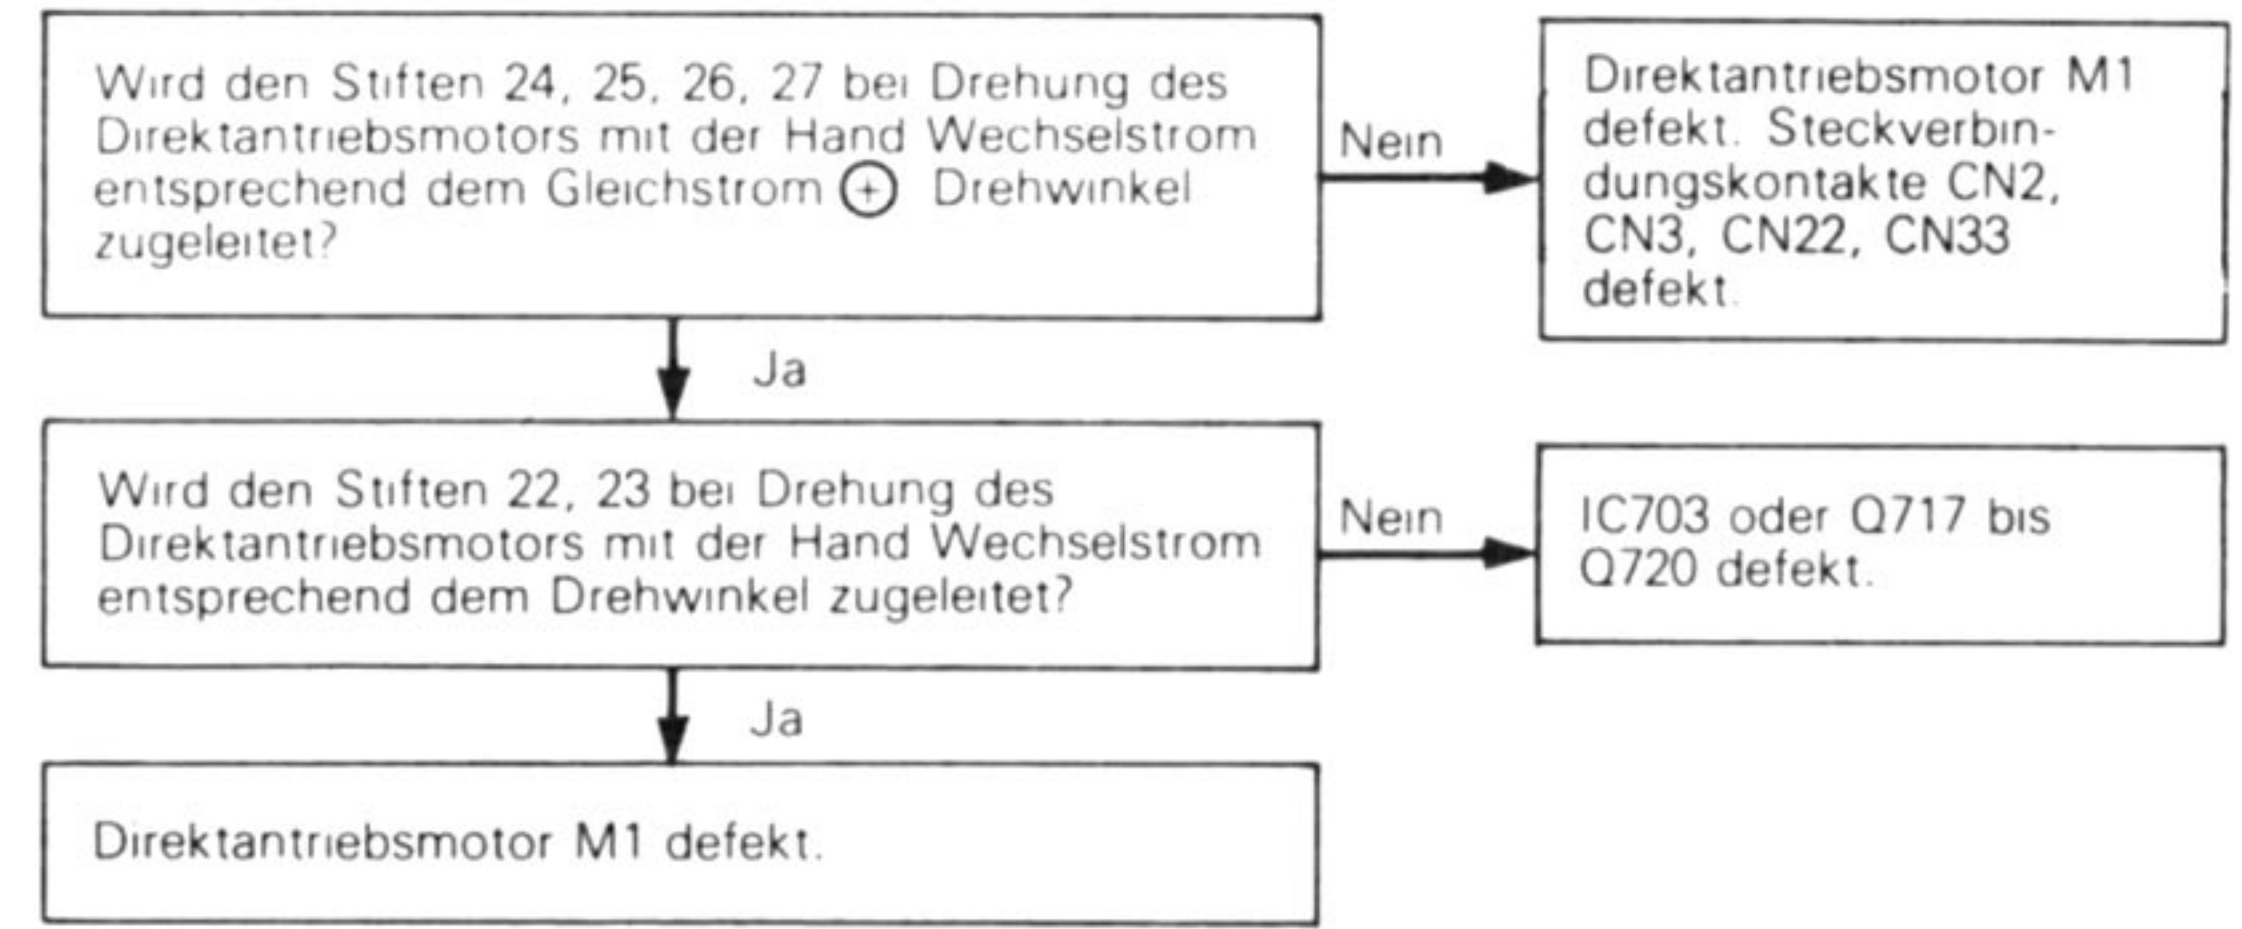 Wird den Stiften 24, 25, 26, 27 bei Drehung des
Direktantriebsmotors mit der Hand Wechselstrom
entsprechend dem Gleichstrom ⊕ Drehwinkel
zugeleitet?
Nein
Direktantriebsmotor M1
defekt. Steckverbin-
dungskontakte CN2,
CN3, CN22, CN33
defekt.
Ja
Wird den Stiften 22, 23 bei Drehung des
Direktantriebsmotors mit der Hand Wechselstrom
entsprechend dem Drehwinkel zugeleitet?
Nein
IC703 oder Q717 bis
Q720 defekt.
Ja
Direktantriebsmotor M1 defekt.